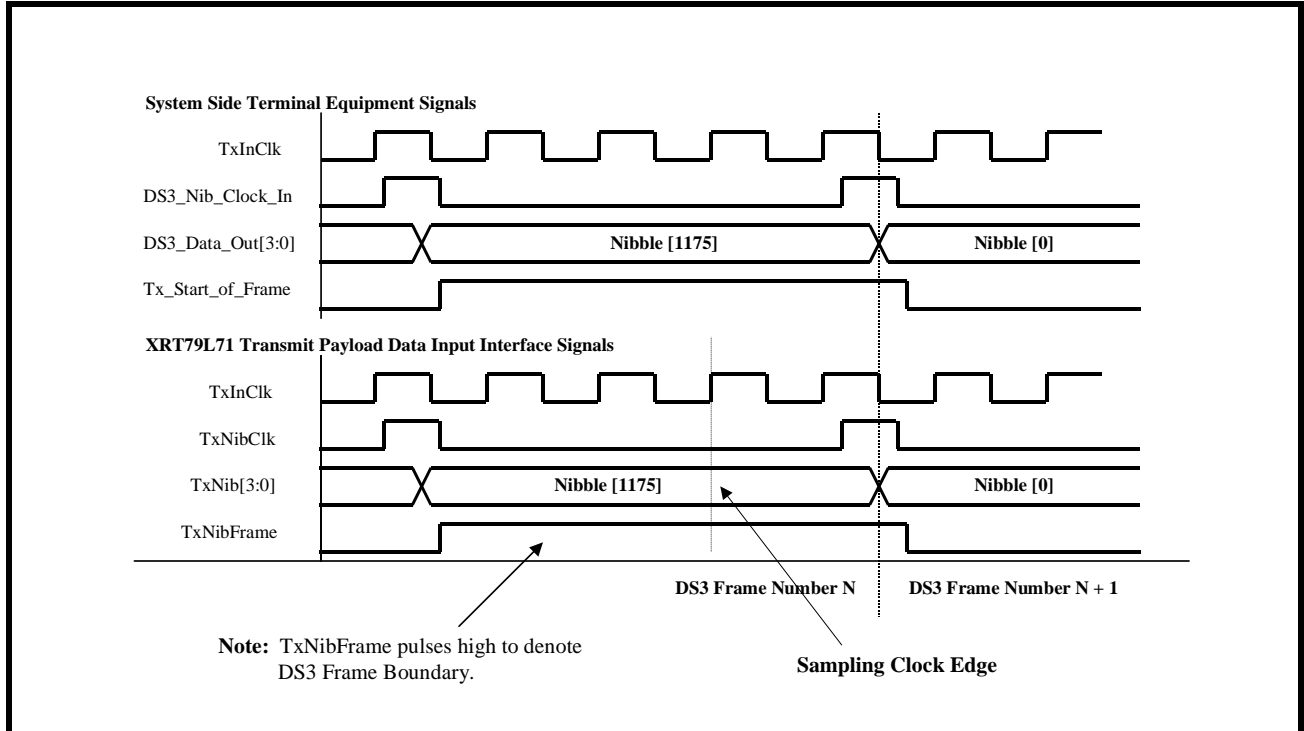 System Side Terminal Equipment Signals
TxInClk
DS3_Nib_Clock_In
DS3_Data_Out[3:0]
Nibble [1175]
Nibble [0]
Tx_Start_of_Frame
XRT79L71 Transmit Payload Data Input Interface Signals
TxInClk
TxNibClk
TxNib[3:0]
Nibble [1175]
Nibble [0]
TxNibFrame
DS3 Frame Number N
DS3 Frame Number N + 1
Note: TxNibFrame pulses high to denote
DS3 Frame Boundary.
Sampling Clock Edge